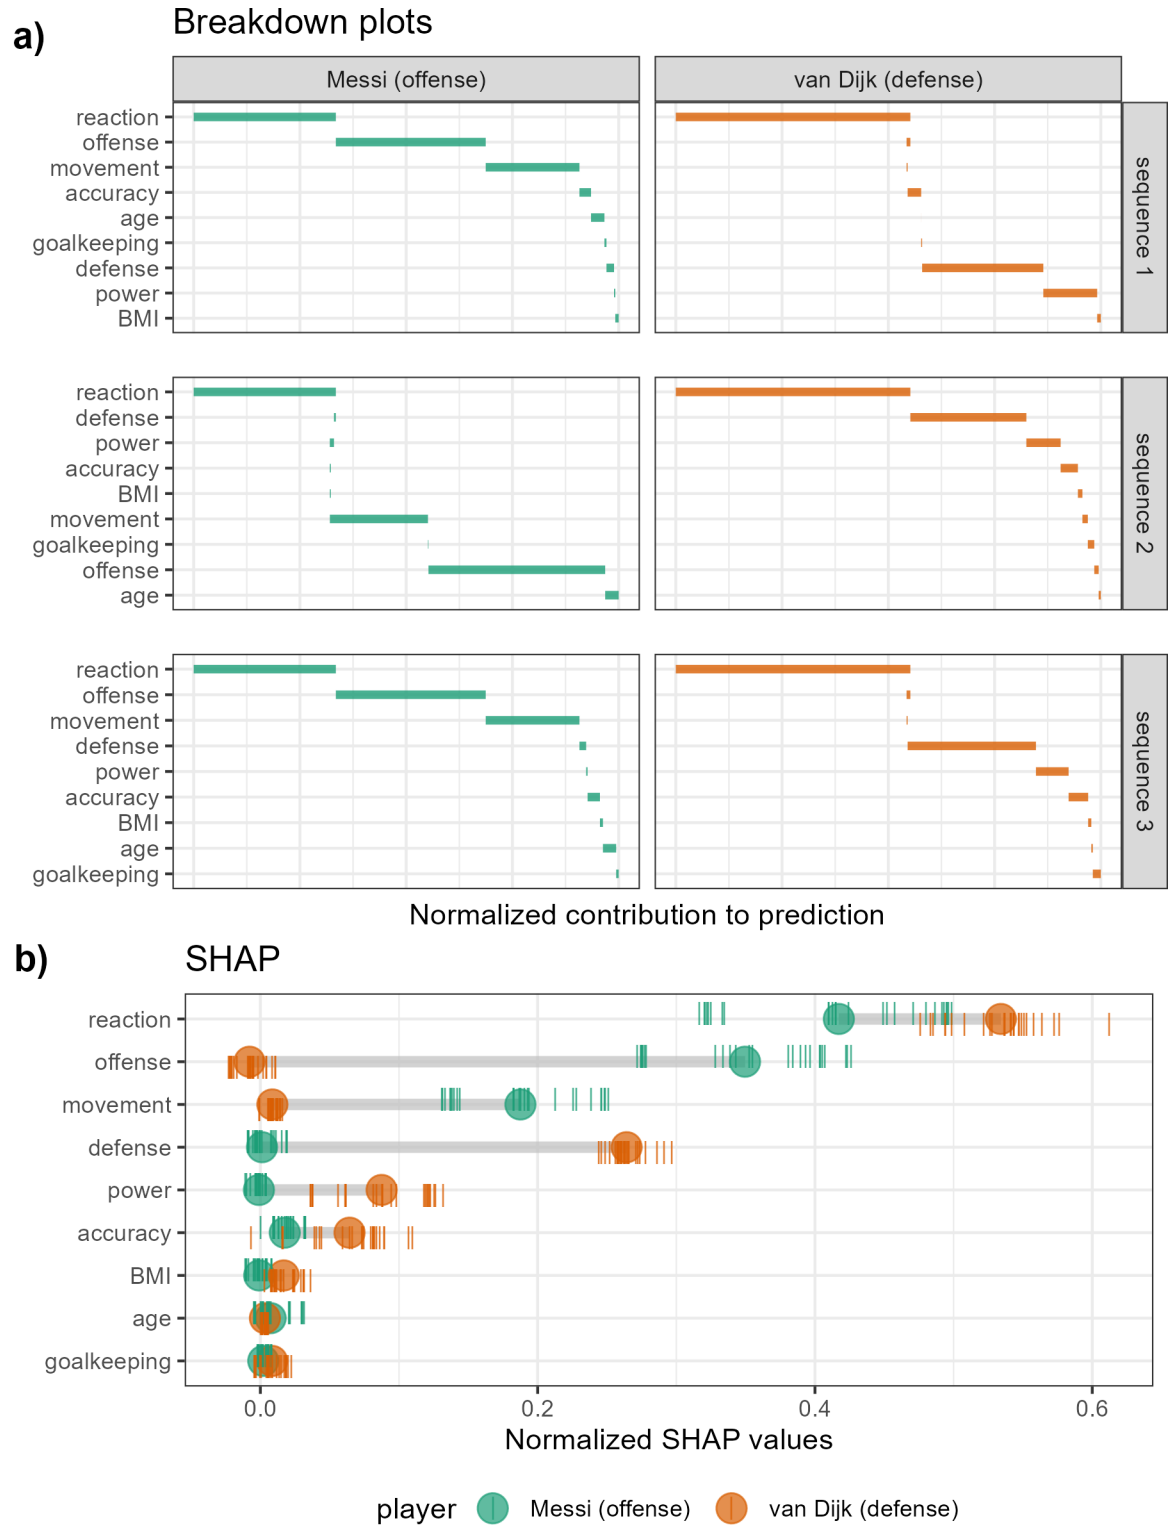 a)
Breakdown plots
Messi (offense)
van Dijk (defense)
reaction
offense
movement
accuracy
age
goalkeeping
defense
power
BMI
sequence 1
reaction
defense
power
accuracy
BMI
movement
goalkeeping
offense
age
sequence 2
reaction
offense
movement
defense
power
accuracy
BMI
age
goalkeeping
sequence 3
Normalized contribution to prediction
b)
SHAP
reaction
offense
movement
defense
power
accuracy
BMI
age
goalkeeping
0.0 0.2 0.4 0.6
Normalized SHAP values
player Messi (offense) van Dijk (defense)